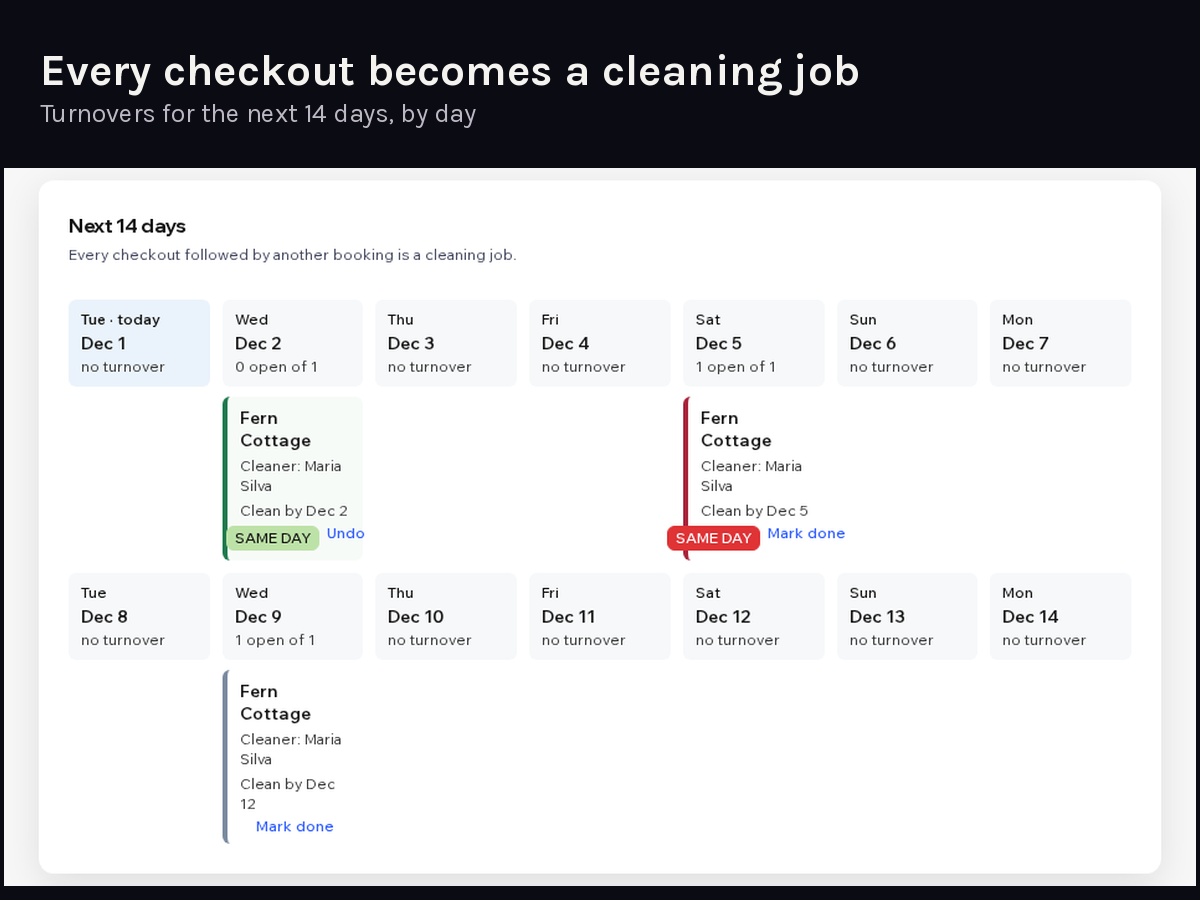 Every checkout becomes a cleaning job
Turnovers for the next 14 days, by day
Next 14 days
Every checkout followed by another booking is a cleaning job.
Tue · today
Dec 1
no turnover
Wed
Dec 2
0 open of 1
Thu
Dec 3
no turnover
Fri
Dec 4
no turnover
Sat
Dec 5
1 open of 1
Sun
Dec 6
no turnover
Mon
Dec 7
no turnover
Fern
Cottage
Cleaner: Maria
Silva
Clean by Dec 2
SAME DAY
Undo
Fern
Cottage
Cleaner: Maria
Silva
Clean by Dec 5
SAME DAY
Mark done
Tue
Dec 8
no turnover
Wed
Dec 9
1 open of 1
Thu
Dec 10
no turnover
Fri
Dec 11
no turnover
Sat
Dec 12
no turnover
Sun
Dec 13
no turnover
Mon
Dec 14
no turnover
Fern
Cottage
Cleaner: Maria
Silva
Clean by Dec
12
Mark done